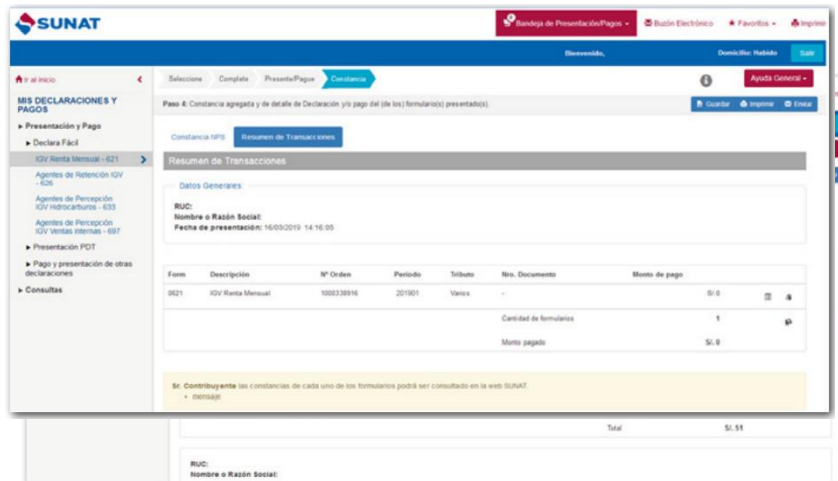 SUNAT
Bandeja de Presentación/Pagos
Buzón Electrónico
Favoritos
Imprimir
Bienvenido,
Domicilio: Habido
Salir
Ir al inicio
Seleccione
Complete
Presente/Pague
Constancia
Ayuda General
MIS DECLARACIONES Y
PAGOS
Paso 4: Constancia agregada y de detalle de Declaración y/o pago del (de los) formulario(s) presentado(s).
Guardar
Imprimir
Enviar
Presentación y Pago
Declara Fácil
IGV Renta Mensual - 621
Agentes de Retención IGV
- 626
Agentes de Percepción
IGV Hidrocarburos - 633
Agentes de Percepción
IGV Ventas Internas - 697
Presentación PDT
Pago y presentación de otras
declaraciones
Consultas
Constancia NPS
Resumen de Transacciones
Resumen de Transacciones
Datos Generales:
RUC:
Nombre o Razón Social:
Fecha de presentación: 16/05/2019 14:16:05
Form Descripción Nº Orden Periodo Tributo Nro. Documento Monto de pago
0621 IGV Renta Mensual 1000338916 201901 Varios - S/ 0
Cantidad de formularios 1
Monto pagado S/. 0
Sr. Contribuyente las constancias de cada uno de los formularios podrá ser consultado en la web SUNAT.
• mensaje
Total S/. 51
RUC:
Nombre o Razón Social: